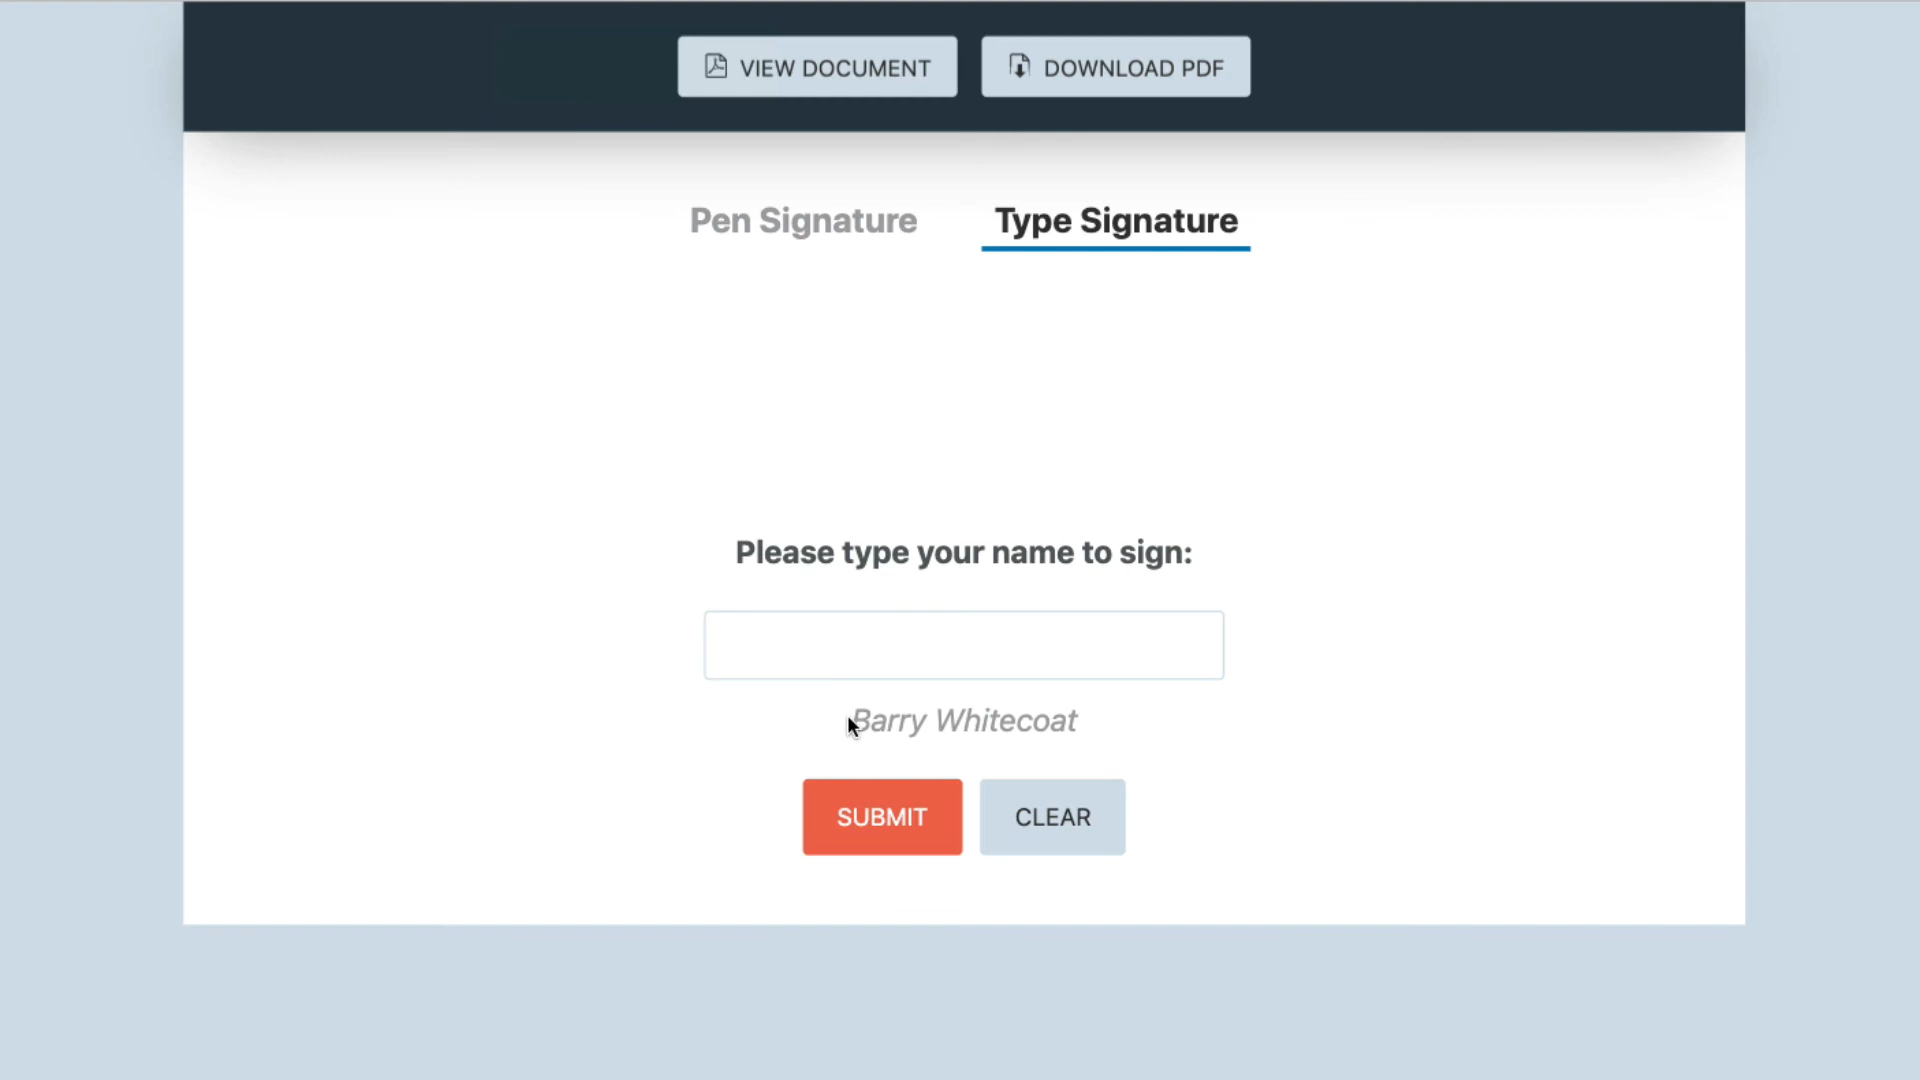 VIEW DOCUMENT DOWNLOAD PDF
Pen Signature Type Signature
Please type your name to sign:
Barry Whitecoat
SUBMIT CLEAR